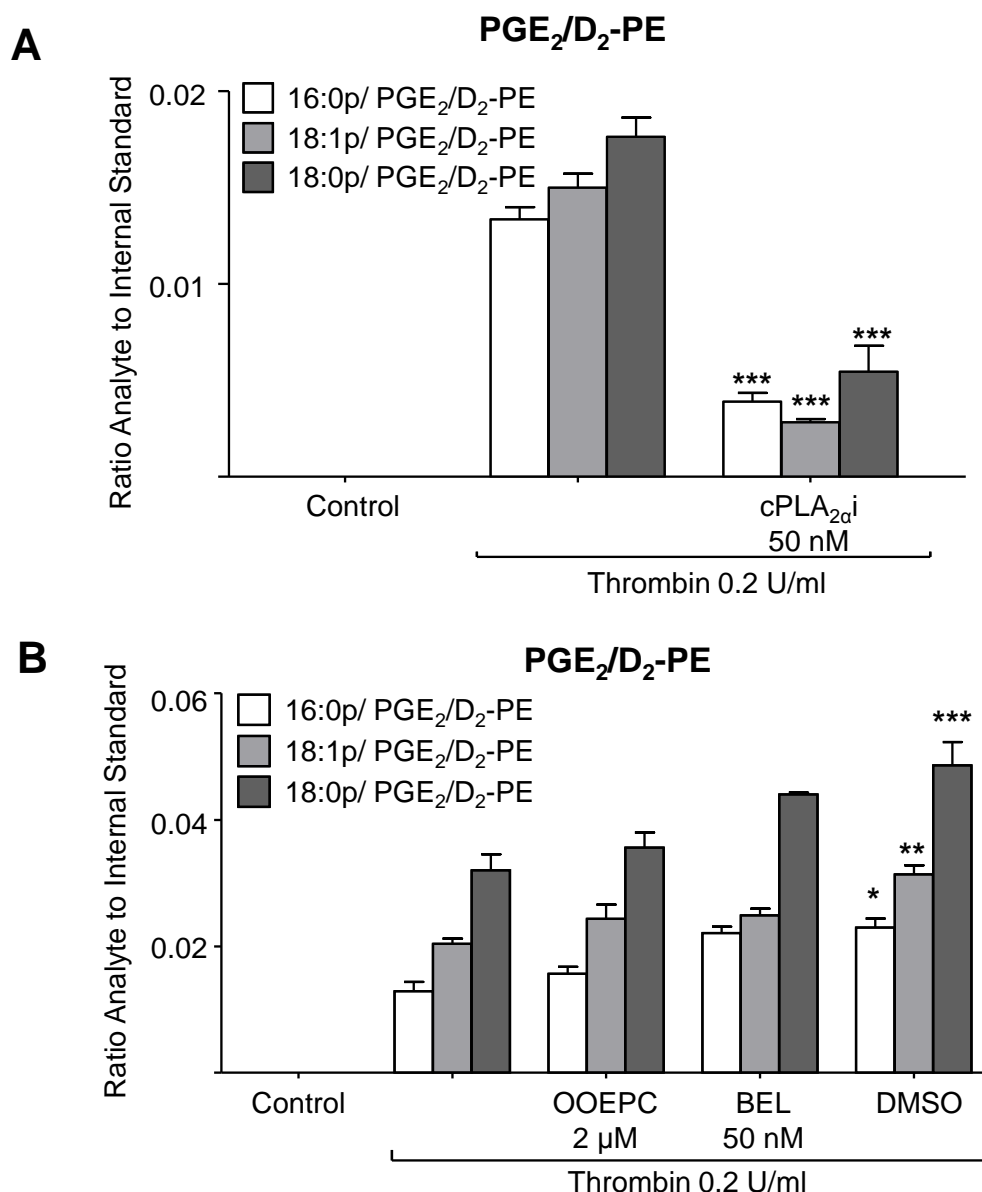 A
PGE₂/D₂-PE
Ratio Analyte to Internal Standard
0.02
0.01
16:0p/ PGE₂/D₂-PE
18:1p/ PGE₂/D₂-PE
18:0p/ PGE₂/D₂-PE
***
***
***
Control
cPLA₂αi
50 nM
Thrombin 0.2 U/ml
B
PGE₂/D₂-PE
Ratio Analyte to Internal Standard
0.06
0.04
0.02
16:0p/ PGE₂/D₂-PE
18:1p/ PGE₂/D₂-PE
18:0p/ PGE₂/D₂-PE
*
**
***
Control
OOEPC
2 µM
BEL
50 nM
DMSO
Thrombin 0.2 U/ml